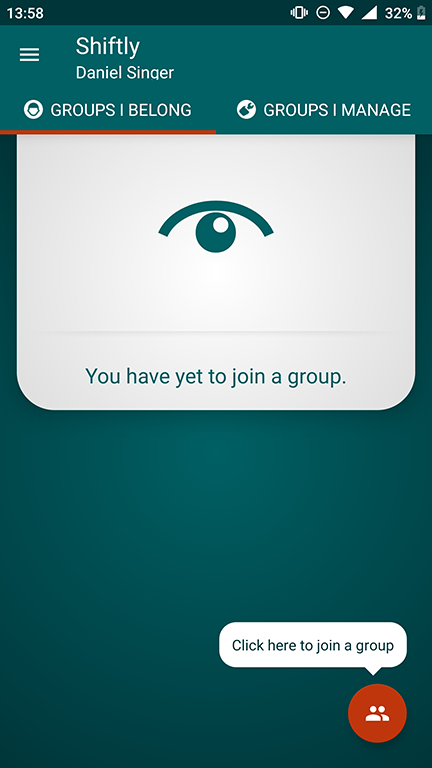 13:58
32%
Shiftly
Daniel Singer
GROUPS I BELONG
GROUPS I MANAGE
You have yet to join a group.
Click here to join a group